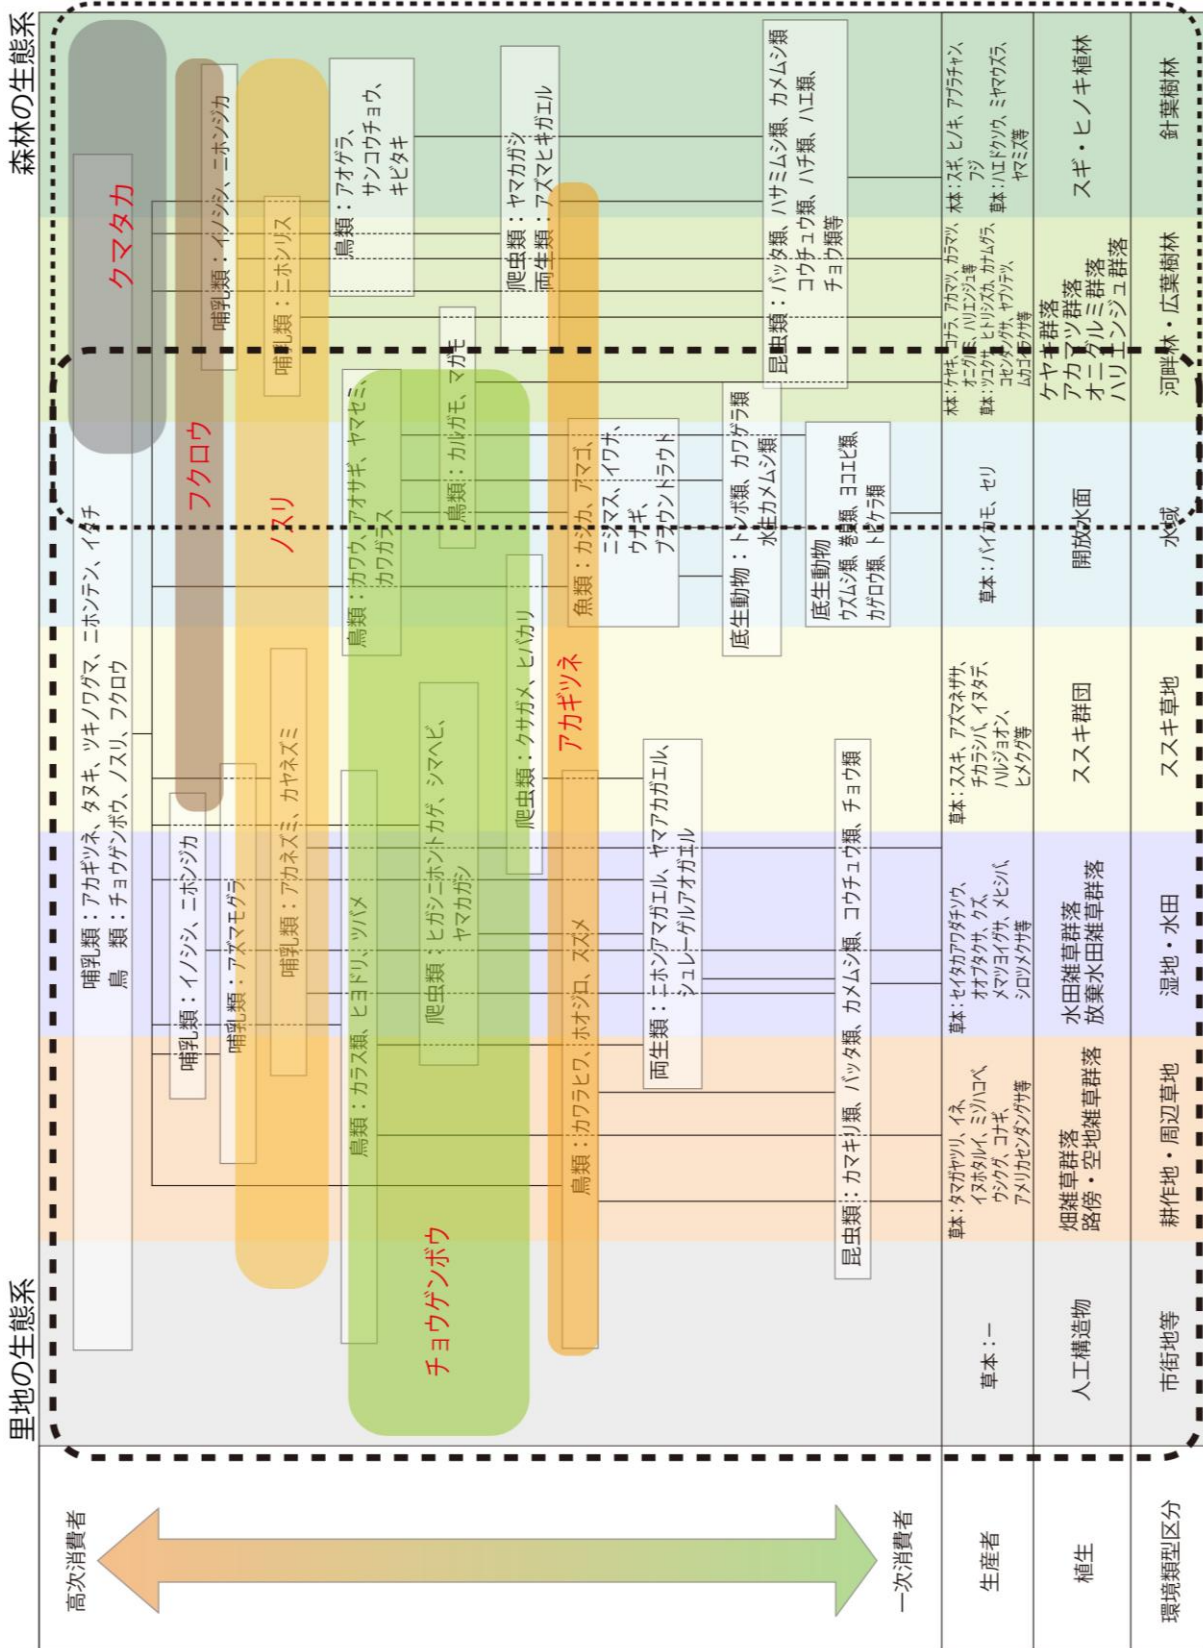 里地の生態系
森林の生態系
高次消費者
一次消費者
哺乳類：アカギツネ、タヌキ、ツキノワグマ、ニホンテン、イタチ
鳥　類：チョウゲンボウ、ノスリ、フクロウ
クマタカ
フクロウ
ノスリ
チョウゲンボウ
アカギツネ
哺乳類：イノシシ、ニホンジカ
哺乳類：アズマモグラ
哺乳類：アカネズミ、カヤネズミ
哺乳類：イノシシ、ニホンジカ
哺乳類：ニホンリス
鳥類：カラス類、ヒヨドリ、ツバメ
鳥類：カワウ、アオサギ、ヤマセミ、
カワガラス
鳥類：アオゲラ、
サンコウチョウ、
キビタキ
爬虫類：ヒガシニホントカゲ、シマヘビ、
ヤマカガシ
鳥類：カルガモ、マガモ
爬虫類：クサガメ、ヒバカリ
爬虫類：ヤマカガシ
両生類：アズマヒキガエル
鳥類：カワラヒワ、ホオジロ、スズメ
魚類：カジカ、アマゴ、
ニジマス、イワナ、
ウナギ、
ブラウントラウト
両生類：ニホンアマガエル、ヤマアカガエル、
シュレーゲルアオガエル
底生動物：トンボ類、カワゲラ類
水生カメムシ類
昆虫類：バッタ類、ハサミムシ類、カメムシ類
コウチュウ類、ハチ類、ハエ類、
チョウ類等
昆虫類：カマキリ類、バッタ類、カメムシ類、コウチュウ類、チョウ類
底生動物
ウズムシ類、巻貝類、ヨコエビ類、
カゲロウ類、トビケラ類
生産者
草本：ー
草本：タマガヤツリ、イネ、
イヌホタルイ、ミゾハコベ、
ウシクグ、コナギ、
アメリカセンダングサ等
草本：セイタカアワダチソウ、
オオブタクサ、クズ、
メマツヨイグサ、メヒシバ、
シロツメクサ等
草本：ススキ、アズマネザサ、
チカラシバ、イヌタデ、
ハルジョオン、
ヒメクグ等
草本：バイカモ、セリ
木本：ケヤキ、コナラ、アカマツ、カラマツ、
オニグルミ、ハリエンジュ等
草本：ツユクサ、ヒトリシズカ、カナムグラ、
コセンダングサ、ヤブソテツ、
ムカゴイラクサ等
木本：スギ、ヒノキ、アブラチャン、
フジ
草本：ハエドクソウ、ミヤマウズラ、
ヤマミズ等
植生
人工構造物
畑雑草群落
路傍・空地雑草群落
水田雑草群落
放棄水田雑草群落
ススキ群団
開放水面
ケヤキ群落
アカマツ群落
オニグルミ群落
ハリエンジュ群落
スギ・ヒノキ植林
環境類型区分
市街地等
耕作地・周辺草地
湿地・水田
ススキ草地
水域
河畔林・広葉樹林
針葉樹林